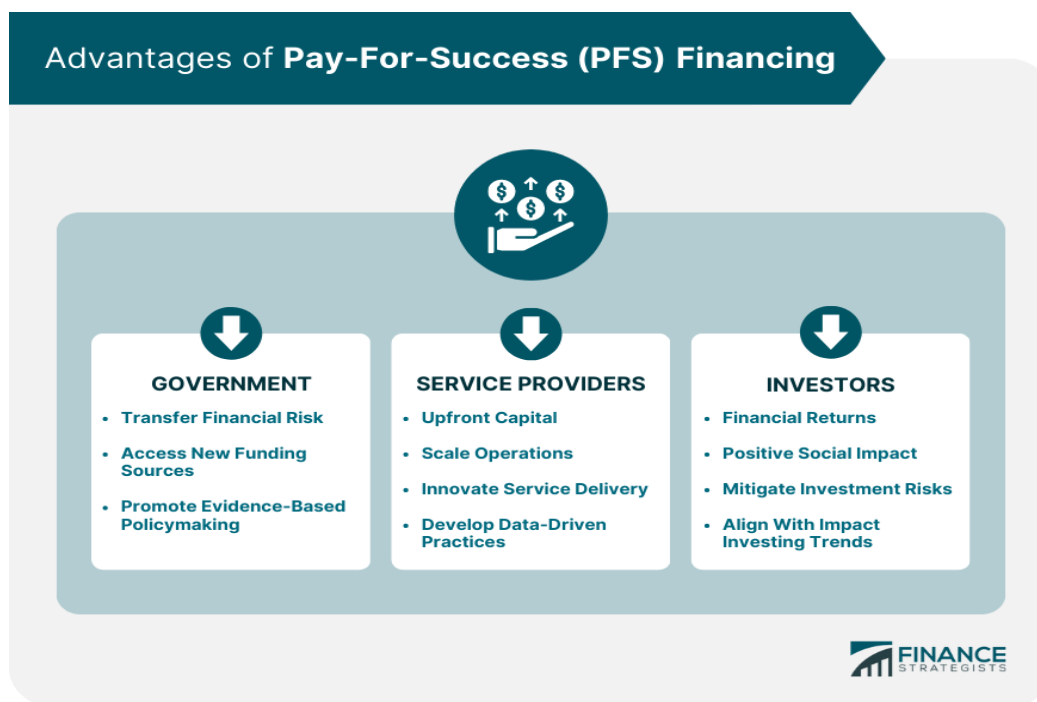 Advantages of Pay-For-Success (PFS) Financing
$ $
$
GOVERNMENT
• Transfer Financial Risk
• Access New Funding
Sources
• Promote Evidence-Based
Policymaking
SERVICE PROVIDERS
• Upfront Capital
• Scale Operations
• Innovate Service Delivery
• Develop Data-Driven
Practices
INVESTORS
• Financial Returns
• Positive Social Impact
• Mitigate Investment Risks
• Align With Impact
Investing Trends
FINANCE
STRATEGISTS